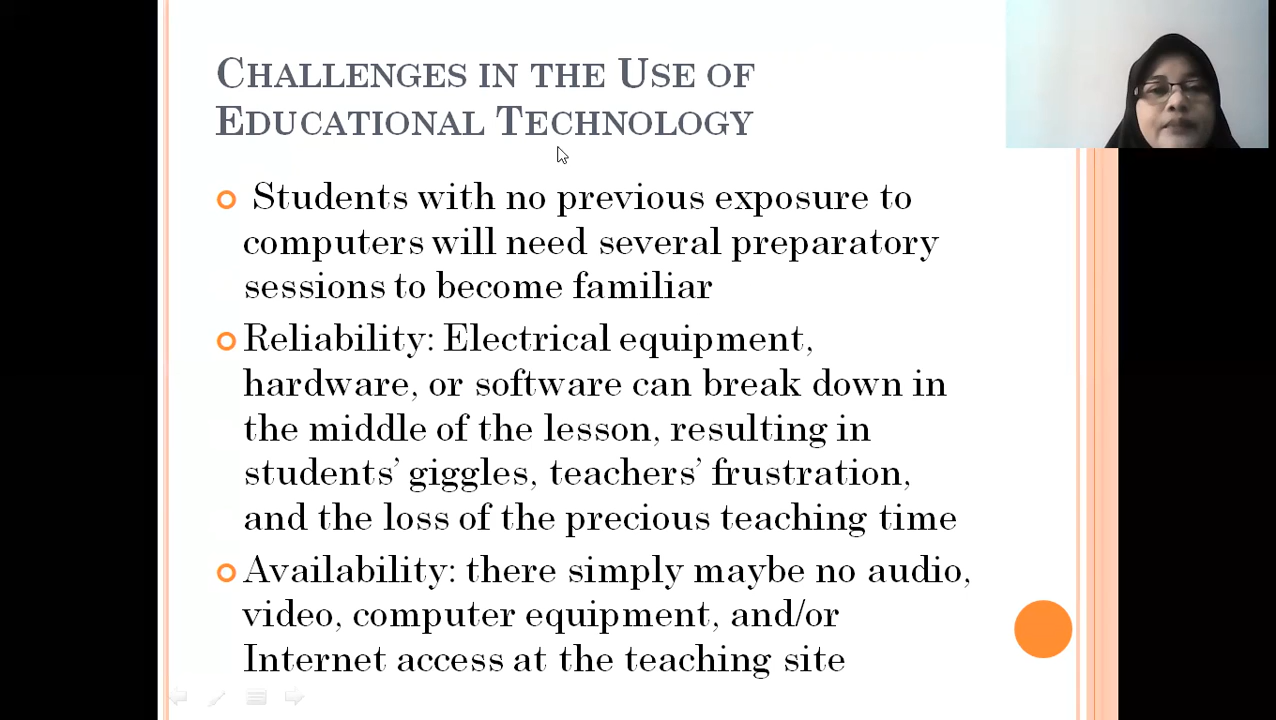 CHALLENGES IN THE USE OF
EDUCATIONAL TECHNOLOGY
Students with no previous exposure to
computers will need several preparatory
sessions to become familiar
Reliability: Electrical equipment,
hardware, or software can break down in
the middle of the lesson, resulting in
students’ giggles, teachers’ frustration,
and the loss of the precious teaching time
Availability: there simply maybe no audio,
video, computer equipment, and/or
Internet access at the teaching site